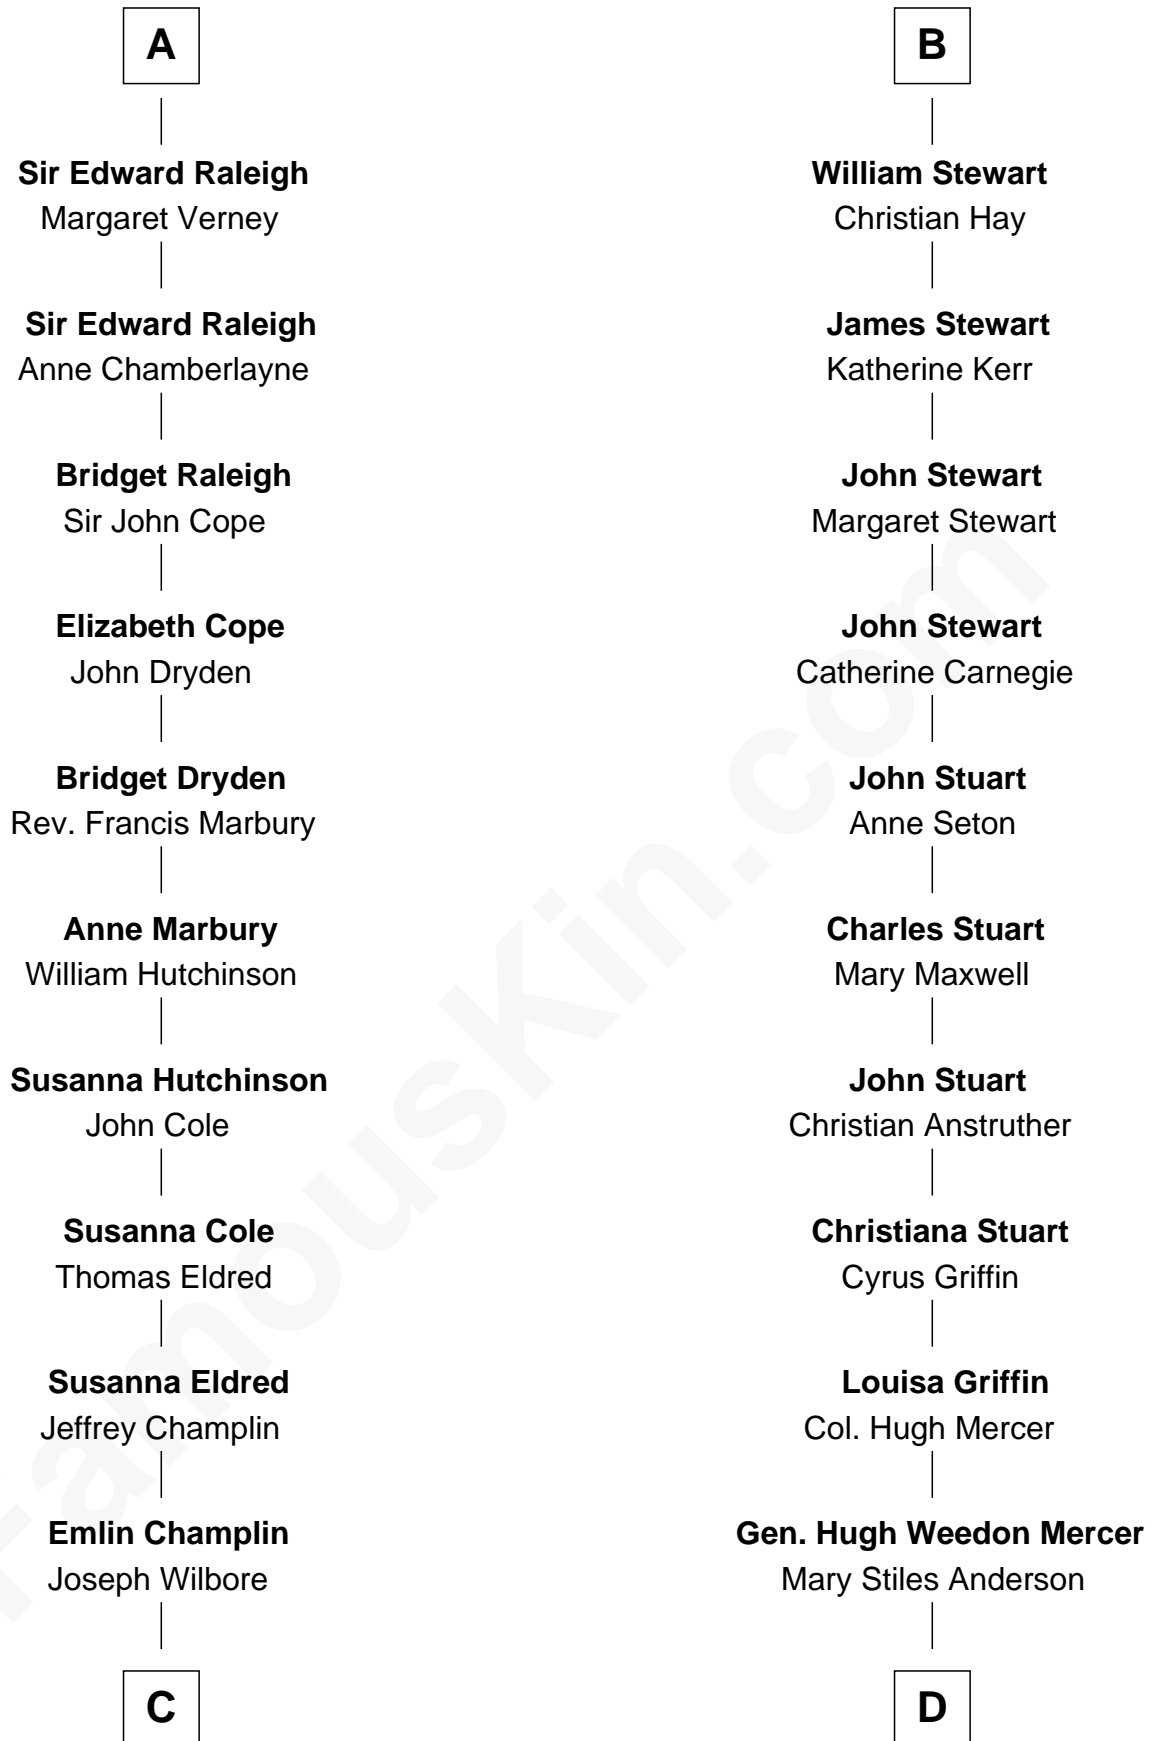 A
Sir Edward Raleigh
Margaret Verney
Sir Edward Raleigh
Anne Chamberlayne
Bridget Raleigh
Sir John Cope
Elizabeth Cope
John Dryden
Bridget Dryden
Rev. Francis Marbury
Anne Marbury
William Hutchinson
Susanna Hutchinson
John Cole
Susanna Cole
Thomas Eldred
Susanna Eldred
Jeffrey Champlin
Emlin Champlin
Joseph Wilbore
C
B
William Stewart
Christian Hay
James Stewart
Katherine Kerr
John Stewart
Margaret Stewart
John Stewart
Catherine Carnegie
John Stuart
Anne Seton
Charles Stuart
Mary Maxwell
John Stuart
Christian Anstruther
Christiana Stuart
Cyrus Griffin
Louisa Griffin
Col. Hugh Mercer
Gen. Hugh Weedon Mercer
Mary Stiles Anderson
D
FamousKin.com